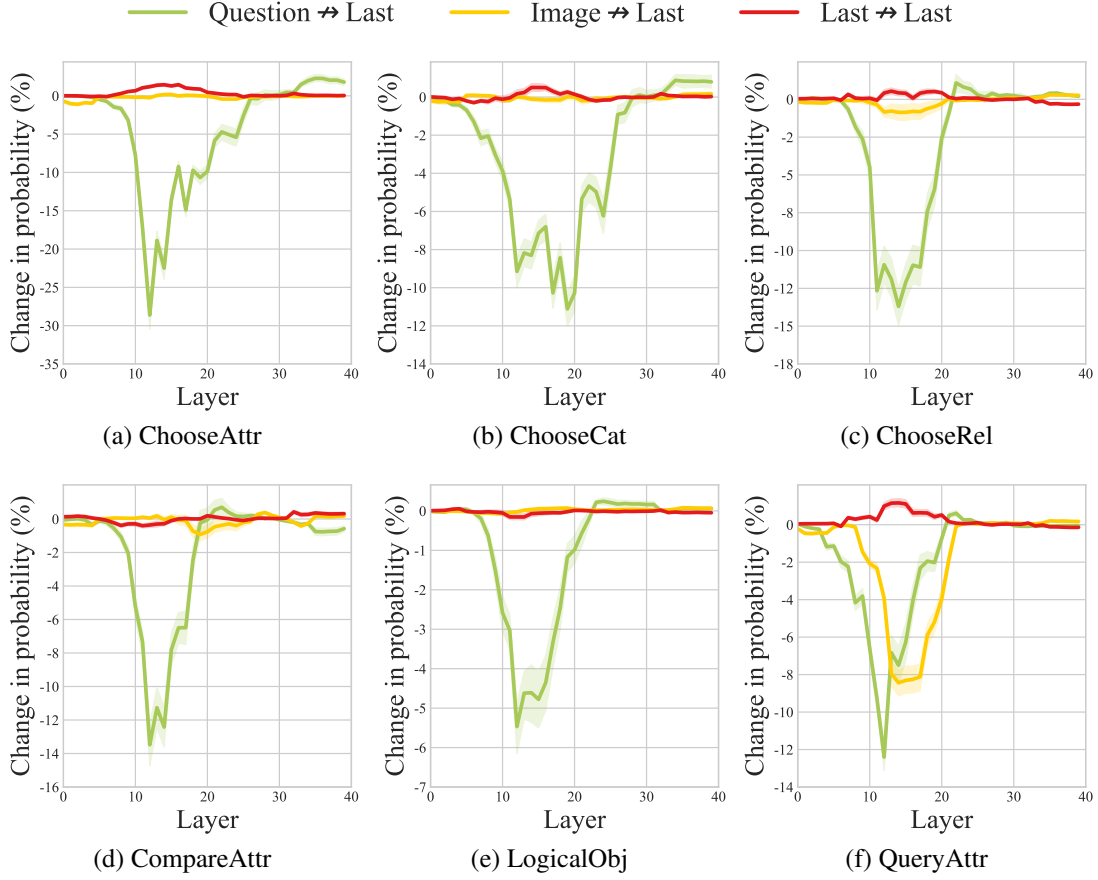 Question ↛ Last Image ↛ Last Last ↛ Last
Change in probability (%)
0
-5
-10
-15
-20
-25
-30
-35
0 10 20 30 40
Layer
(a) ChooseAttr
Change in probability (%)
0
-2
-4
-6
-8
-10
-12
-14
0 10 20 30 40
Layer
(b) ChooseCat
Change in probability (%)
0
-2
-5
-8
-10
-12
-15
-18
0 10 20 30 40
Layer
(c) ChooseRel
Change in probability (%)
0
-2
-4
-6
-8
-10
-12
-14
-16
0 10 20 30 40
Layer
(d) CompareAttr
Change in probability (%)
0
-1
-2
-3
-4
-5
-6
-7
0 10 20 30 40
Layer
(e) LogicalObj
Change in probability (%)
0
-2
-4
-6
-8
-10
-12
-14
0 10 20 30 40
Layer
(f) QueryAttr